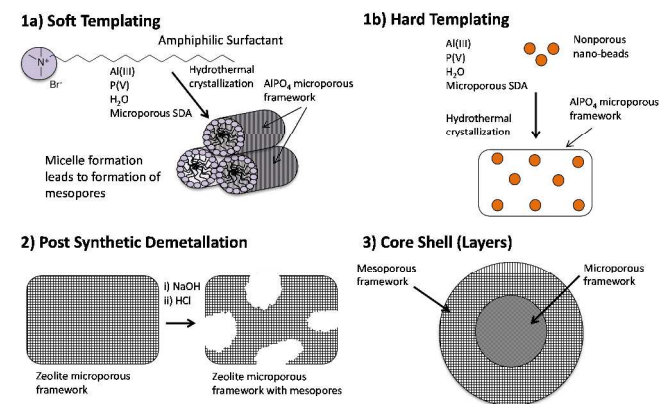 1a) Soft Templating
Amphiphilic Surfactant
N⁺
Br⁻
Al(III)
P(V)
H₂O
Microporous SDA
Hydrothermal
crystallization
AlPO₄ microporous
framework
Micelle formation
leads to formation of
mesopores
1b) Hard Templating
Al(III)
P(V)
H₂O
Microporous SDA
Nonporous
nano-beads
Hydrothermal
crystallization
AlPO₄ microporous
framework
2) Post Synthetic Demetallation
i) NaOH
ii) HCl
Zeolite microporous
framework
Zeolite microporous
framework with mesopores
3) Core Shell (Layers)
Mesoporous
framework
Microporous
framework